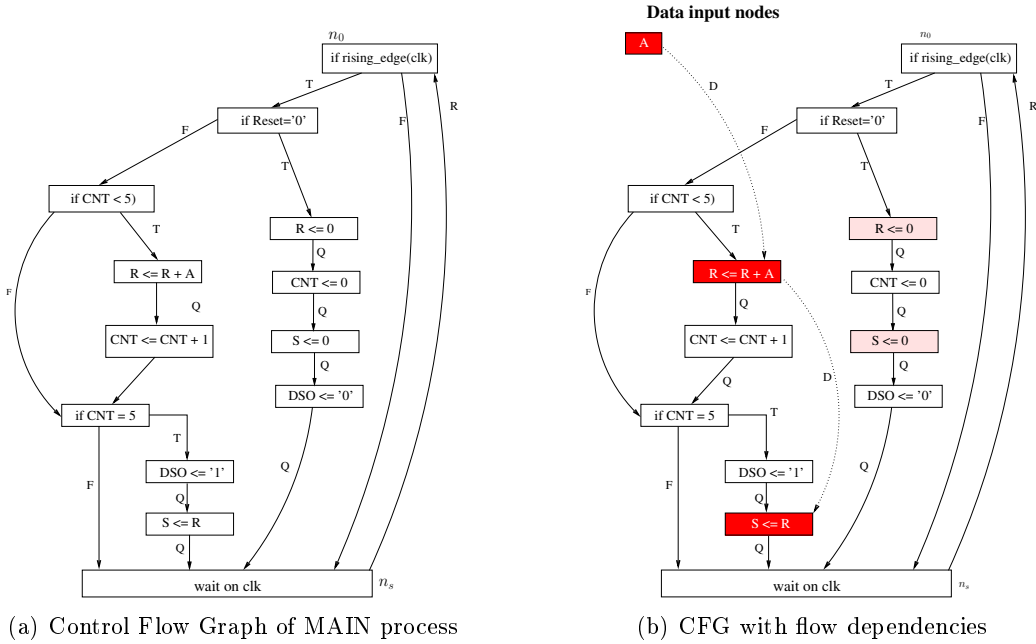 n0
if rising_edge(clk)
T
F
R
if Reset='0'
F
T
if CNT < 5)
T
F
R <= 0
Q
R <= R + A
Q
CNT <= 0
Q
CNT <= CNT + 1
S <= 0
Q
DSO <= '0'
if CNT = 5
T
F
Q
DSO <= '1'
Q
S <= R
Q
wait on clk
ns
(a) Control Flow Graph of MAIN process
Data input nodes
A
D
n0
if rising_edge(clk)
T
F
R
if Reset='0'
F
T
if CNT < 5)
T
F
R <= 0
Q
R <= R + A
Q
CNT <= 0
Q
CNT <= CNT + 1
S <= 0
Q
Q
D
DSO <= '0'
if CNT = 5
T
F
Q
DSO <= '1'
Q
S <= R
Q
wait on clk
ns
(b) CFG with flow dependencies